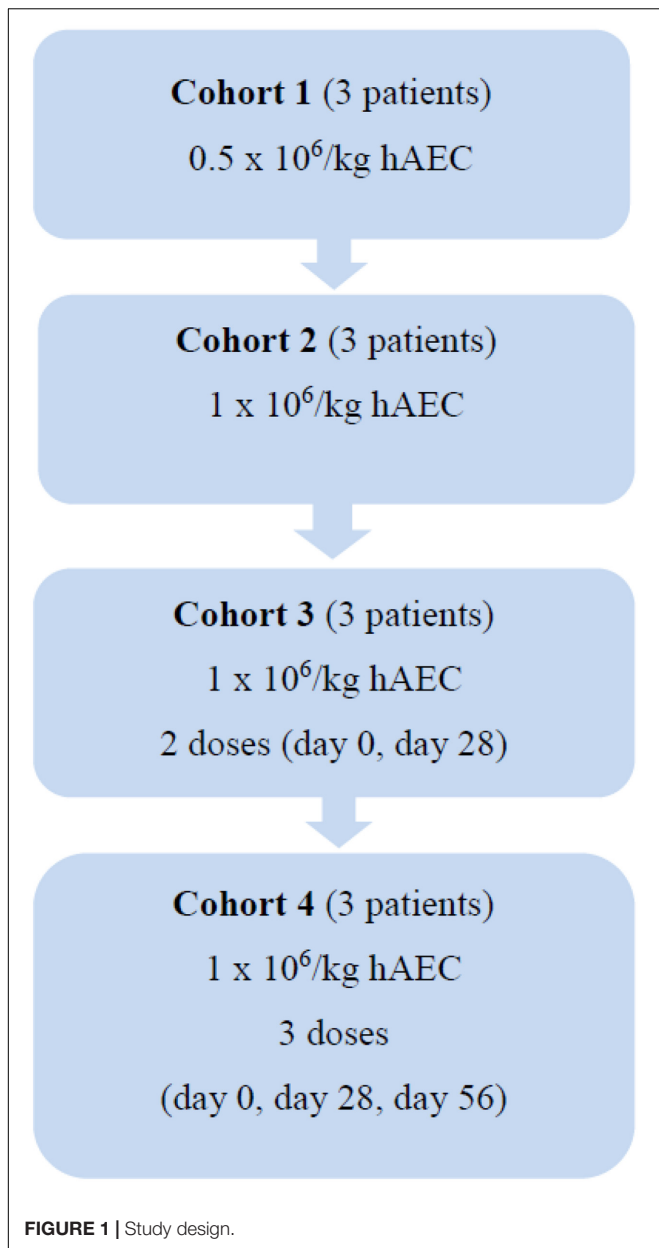 Cohort 1 (3 patients)
0.5 x 10⁶/kg hAEC
Cohort 2 (3 patients)
1 x 10⁶/kg hAEC
Cohort 3 (3 patients)
1 x 10⁶/kg hAEC
2 doses (day 0, day 28)
Cohort 4 (3 patients)
1 x 10⁶/kg hAEC
3 doses
(day 0, day 28, day 56)
FIGURE 1 | Study design.